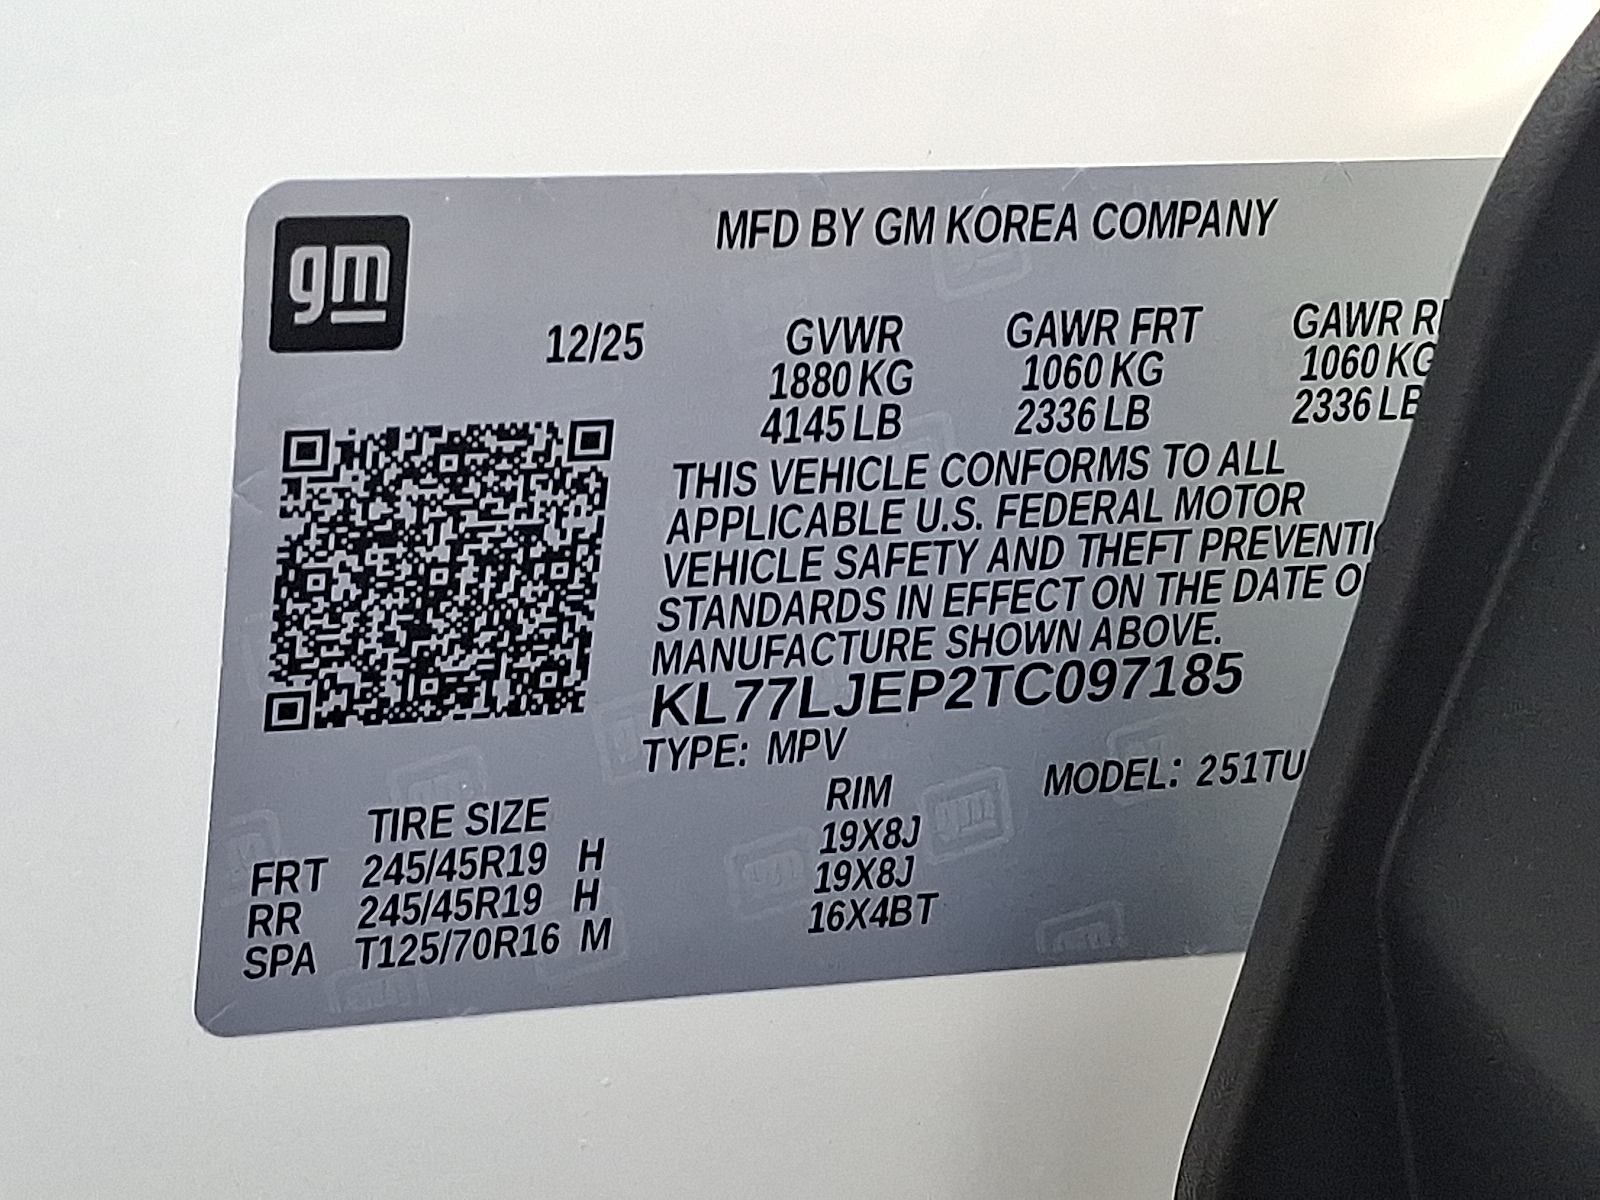 gm
MFD BY GM KOREA COMPANY
12/25
GVWR GAWR FRT GAWR
1880 KG 1060 KG 1060 KG
4145 LB 2336 LB 2336 LB
THIS VEHICLE CONFORMS TO ALL
APPLICABLE U.S. FEDERAL MOTOR
VEHICLE SAFETY AND THEFT PREVENTI
STANDARDS IN EFFECT ON THE DATE O
MANUFACTURE SHOWN ABOVE.
KL77LJEP2TC097185
TYPE: MPV
MODEL: 251TU
TIRE SIZE RIM
FRT 245/45R19 H 19X8J
RR 245/45R19 H 19X8J
SPA T125/70R16 M 16X4BT